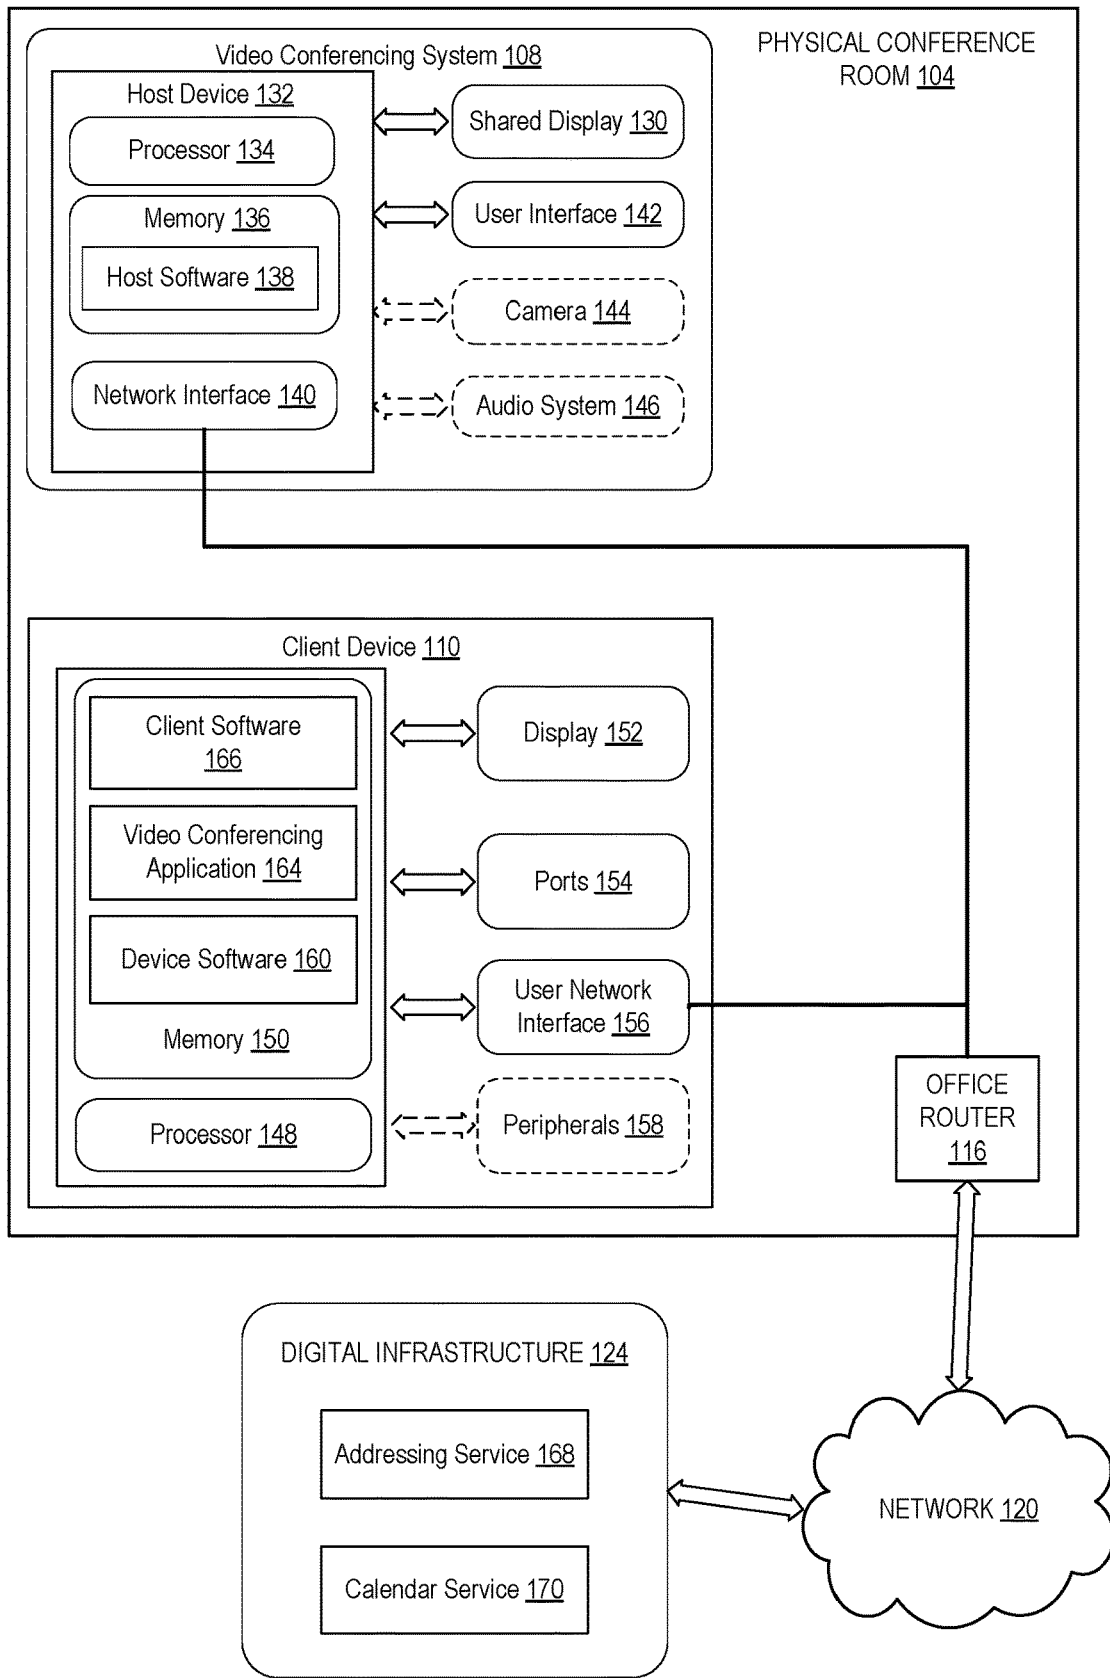 PHYSICAL CONFERENCE
ROOM 104
Video Conferencing System 108
Host Device 132
Processor 134
Memory 136
Host Software 138
Network Interface 140
Shared Display 130
User Interface 142
Camera 144
Audio System 146
Client Device 110
Client Software
166
Video Conferencing
Application 164
Device Software 160
Memory 150
Processor 148
Display 152
Ports 154
User Network
Interface 156
Peripherals 158
OFFICE
ROUTER
116
DIGITAL INFRASTRUCTURE 124
Addressing Service 168
Calendar Service 170
NETWORK 120